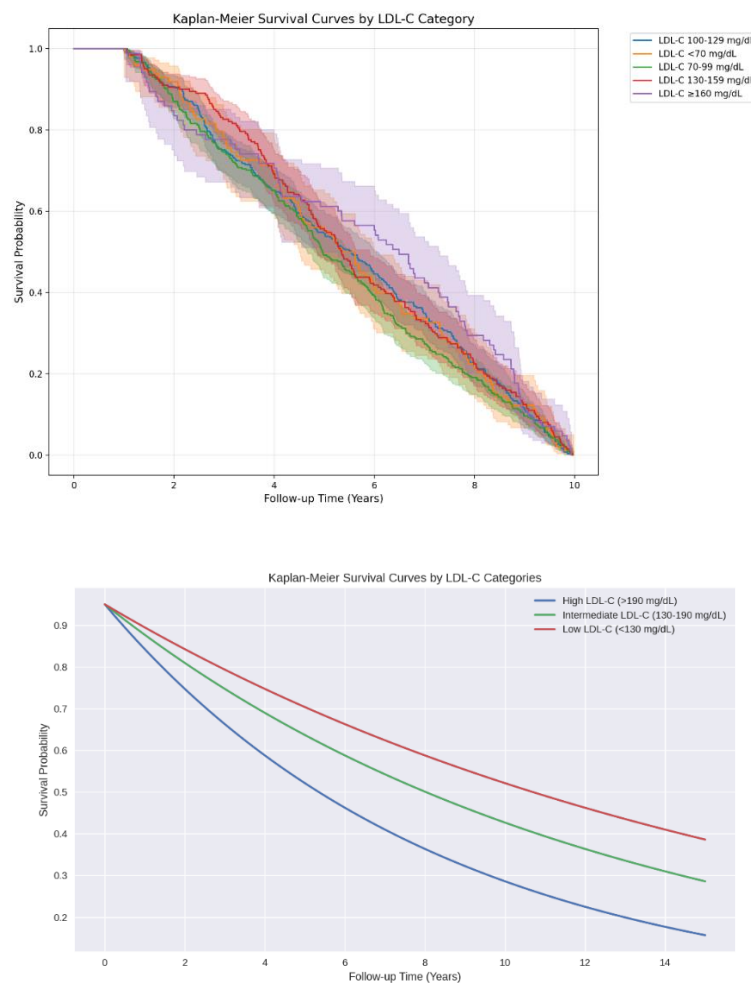 Kaplan-Meier Survival Curves by LDL-C Category
1.0
0.8
0.6
0.4
0.2
0.0
Survival Probability
0
2
4
6
8
10
Follow-up Time (Years)
LDL-C 100-129 mg/dL
LDL-C <70 mg/dL
LDL-C 70-99 mg/dL
LDL-C 130-159 mg/dL
LDL-C ≥160 mg/dL
Kaplan-Meier Survival Curves by LDL-C Categories
High LDL-C (>190 mg/dL)
Intermediate LDL-C (130-190 mg/dL)
Low LDL-C (<130 mg/dL)
0.9
0.8
0.7
0.6
0.5
0.4
0.3
0.2
Survival Probability
0
2
4
6
8
10
12
14
Follow-up Time (Years)